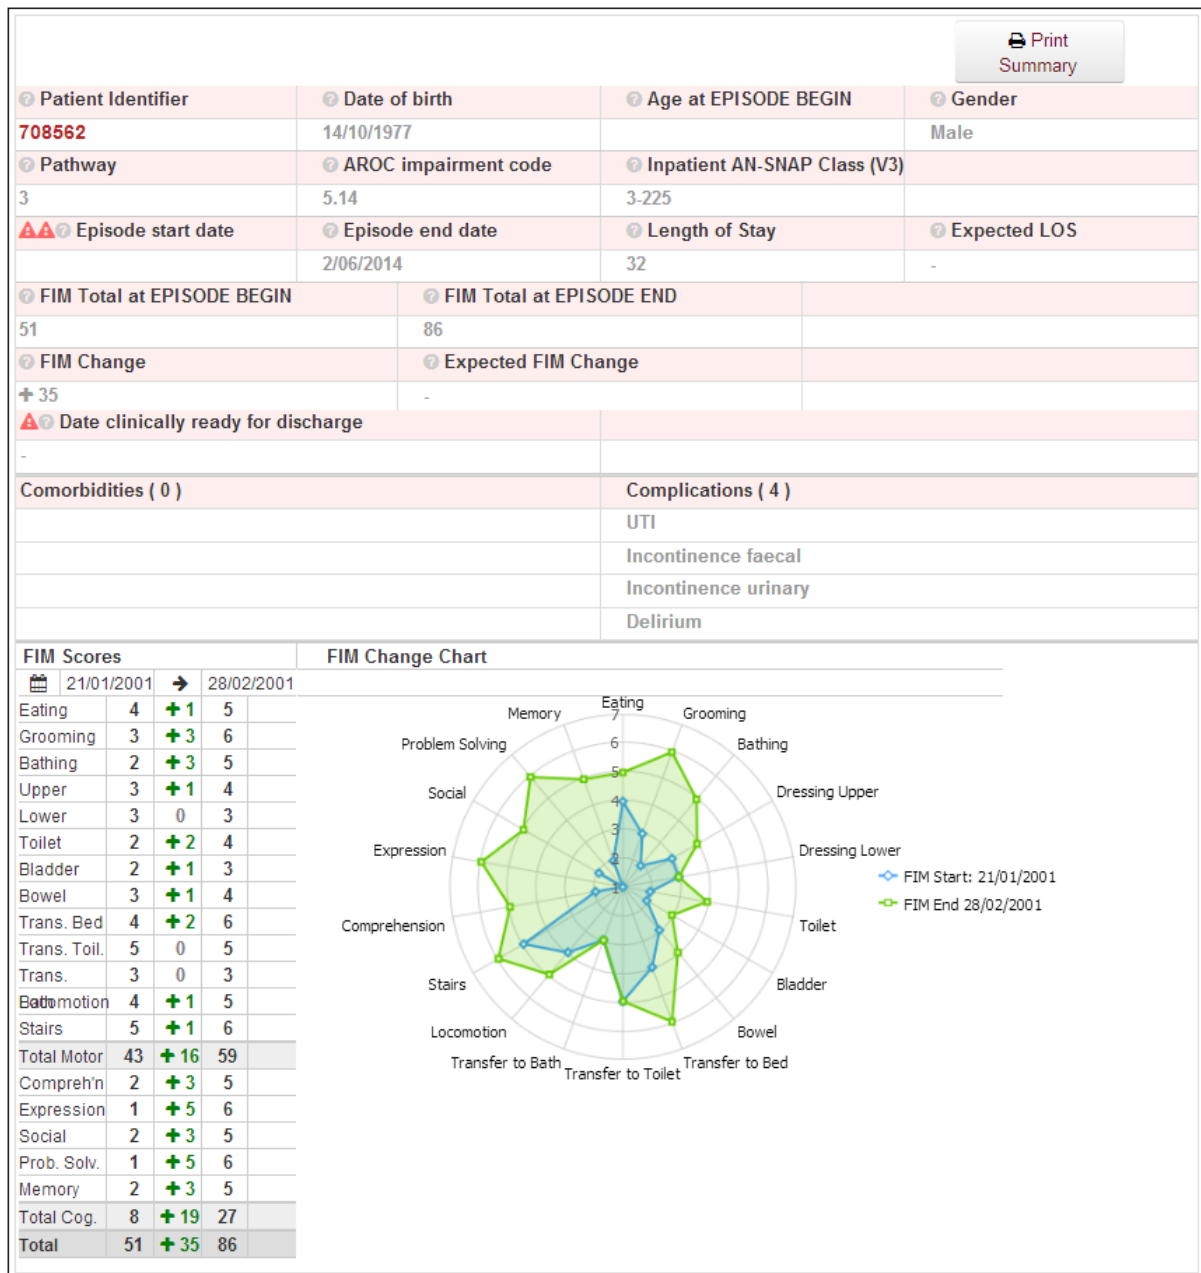 Print
Summary
Patient Identifier Date of birth Age at EPISODE BEGIN Gender
708562 14/10/1977 Male
Pathway AROC impairment code Inpatient AN-SNAP Class (V3)
3 5.14 3-225
Episode start date Episode end date Length of Stay Expected LOS
2/06/2014 32 -
FIM Total at EPISODE BEGIN FIM Total at EPISODE END
51 86
FIM Change Expected FIM Change
+ 35 -
Date clinically ready for discharge
-
Comorbidities ( 0 ) Complications ( 4 )
UTI
Incontinence faecal
Incontinence urinary
Delirium
FIM Scores FIM Change Chart
21/01/2001 → 28/02/2001
Eating 4 +1 5
Grooming 3 +3 6
Bathing 2 +3 5
Upper 3 +1 4
Lower 3 0 3
Toilet 2 +2 4
Bladder 2 +1 3
Bowel 3 +1 4
Trans. Bed 4 +2 6
Trans. Toil. 5 0 5
Trans. Bath 3 0 3
Locomotion 4 +1 5
Stairs 5 +1 6
Total Motor 43 +16 59
Compreh'n 2 +3 5
Expression 1 +5 6
Social 2 +3 5
Prob. Solv. 1 +5 6
Memory 2 +3 5
Total Cog. 8 +19 27
Total 51 +35 86
Eating
Grooming
Bathing
Dressing Upper
Dressing Lower
Toilet
Bladder
Bowel
Transfer to Bed
Transfer to Toilet
Transfer to Bath
Locomotion
Stairs
Comprehension
Expression
Social
Problem Solving
Memory
7
6
5
4
3
2
1
FIM Start: 21/01/2001
FIM End 28/02/2001